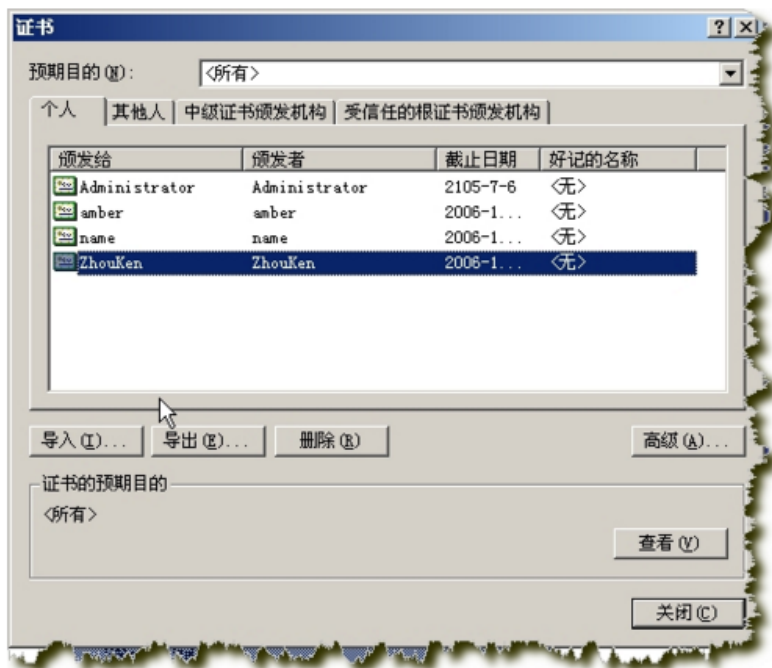 证书
预期目的(N): <所有>
个人 其他人 中级证书颁发机构 受信任的根证书颁发机构
颁发给 颁发者 截止日期 好记的名称
Administrator Administrator 2105-7-6 <无>
amber amber 2006-1... <无>
name name 2006-1... <无>
ZhouKen ZhouKen 2006-1... <无>
导入(I)... 导出(E)... 删除(R) 高级(A)...
证书的预期目的
<所有>
查看(V)
关闭(C)